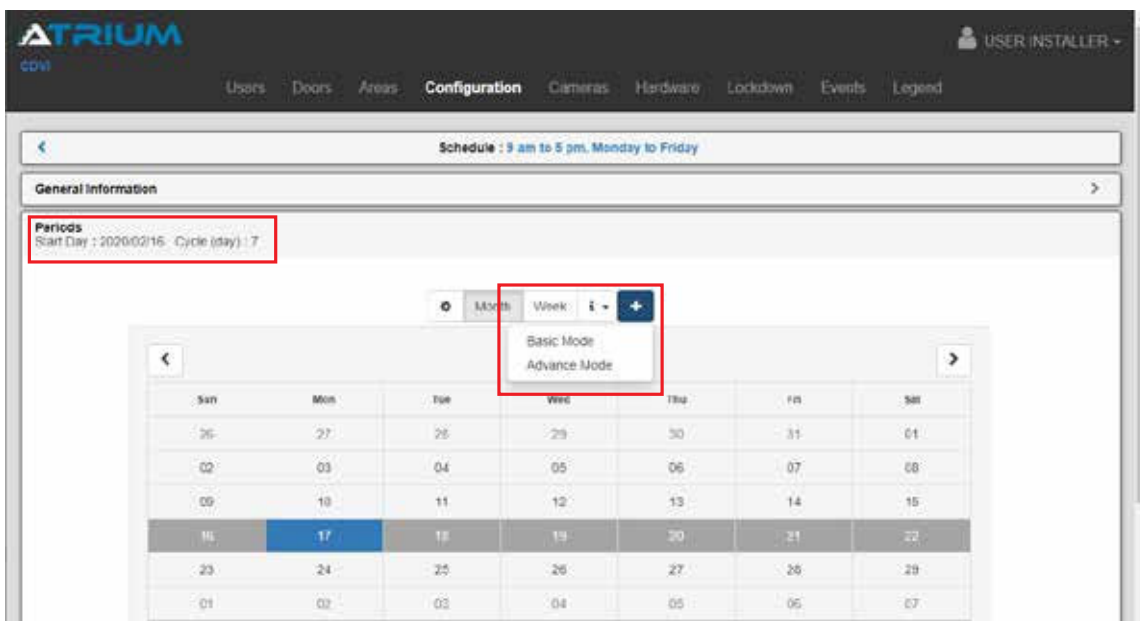 ATRIUM
CDVI
USER INSTALLER
Users Doors Areas Configuration Cameras Hardware Lockdown Events Legend
Schedule : 9 am to 5 pm, Monday to Friday
General Information
Periods
Start Day : 2020/02/16 Cycle (day) : 7
Month Week i +
Basic Mode
Advance Mode
Sun Mon Tue Wed Thu Fri Sat
26 27 28 29 30 31 01
02 03 04 05 06 07 08
09 10 11 12 13 14 15
16 17 18 19 20 21 22
23 24 25 26 27 28 29
01 02 03 04 05 06 07